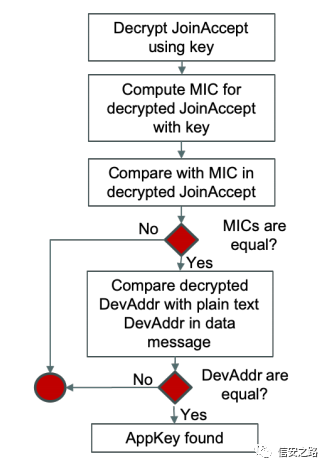 Decrypt JoinAccept
using key
Compute MIC for
decrypted JoinAccept
with key
Compare with MIC in
decrypted JoinAccept
No
MICs are
equal?
Yes
Compare decrypted
DevAddr with plain text
DevAddr in data
message
No
DevAddr are
equal?
Yes
AppKey found
信安之路